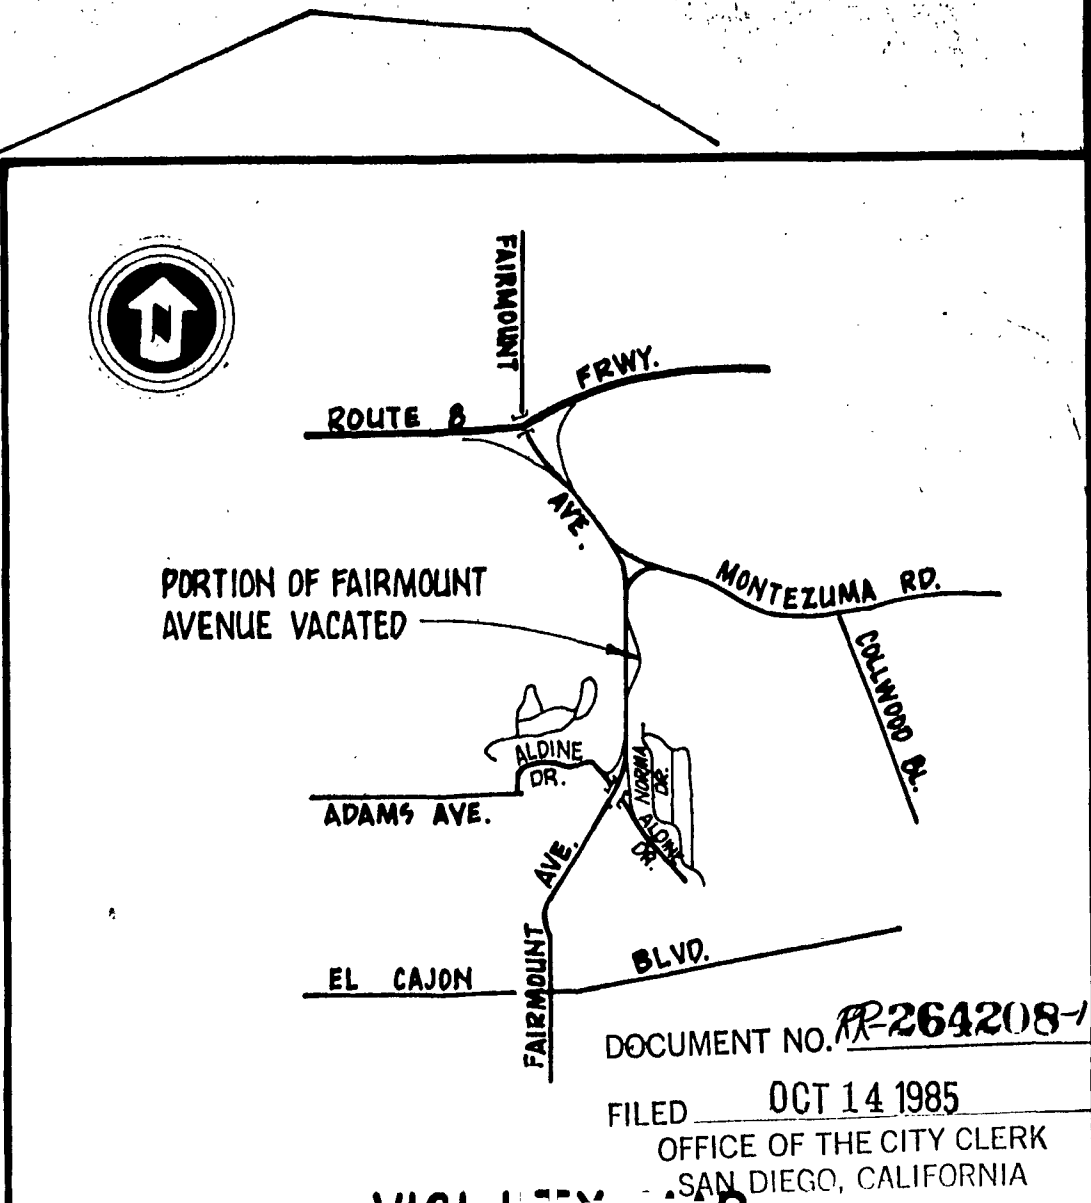 N
FAIRMOUNT
FRWY.
ROUTE 8
AVE.
PORTION OF FAIRMOUNT
AVENUE VACATED
MONTEZUMA RD.
COLLWOOD BL.
ALDINE
DR.
NORMA
DR.
ADAMS AVE.
ALDINE
DR.
AVE.
EL CAJON BLVD.
FAIRMOUNT
DOCUMENT NO. RR-264208-1
FILED OCT 14 1985
OFFICE OF THE CITY CLERK
SAN DIEGO, CALIFORNIA